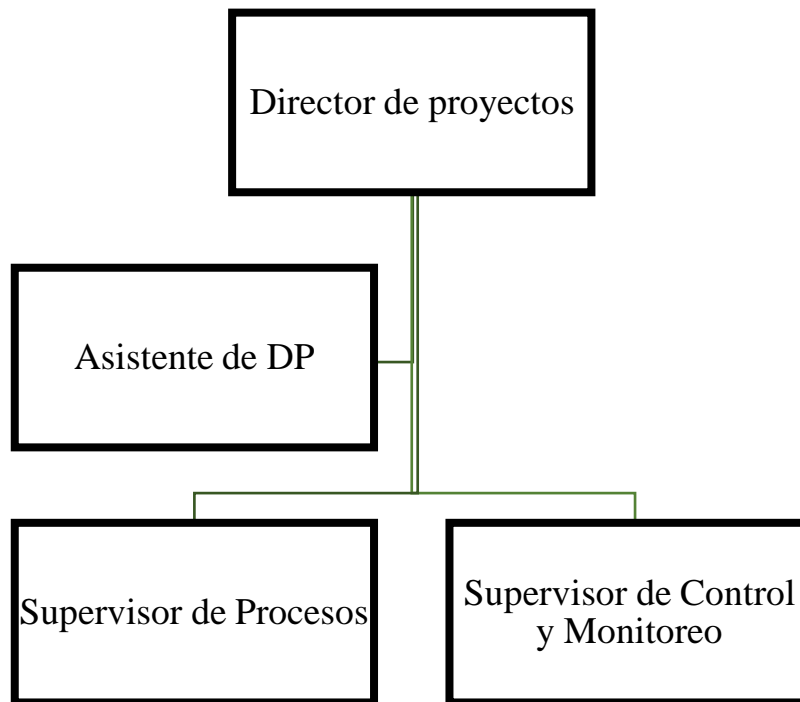 Director de proyectos
Asistente de DP
Supervisor de Procesos
Supervisor de Control
y Monitoreo